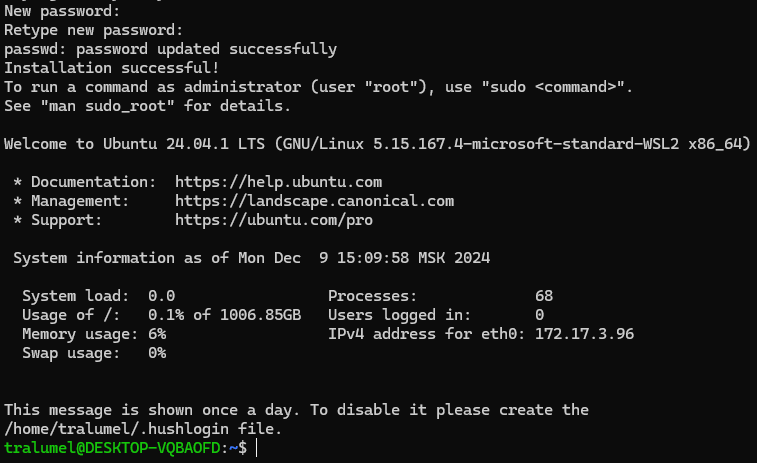 New password:
Retype new password:
passwd: password updated successfully
Installation successful!
To run a command as administrator (user "root"), use "sudo <command>".
See "man sudo_root" for details.
Welcome to Ubuntu 24.04.1 LTS (GNU/Linux 5.15.167.4-microsoft-standard-WSL2 x86_64)
* Documentation:  https://help.ubuntu.com
* Management:     https://landscape.canonical.com
* Support:        https://ubuntu.com/pro
System information as of Mon Dec  9 15:09:58 MSK 2024
System load:  0.0                   Processes:             68
Usage of /:   0.1% of 1006.85GB   Users logged in:       0
Memory usage: 6%                  IPv4 address for eth0: 172.17.3.96
Swap usage:   0%
This message is shown once a day. To disable it please create the
/home/tralumel/.hushlogin file.
tralumel@DESKTOP-VQBAOFD:~$